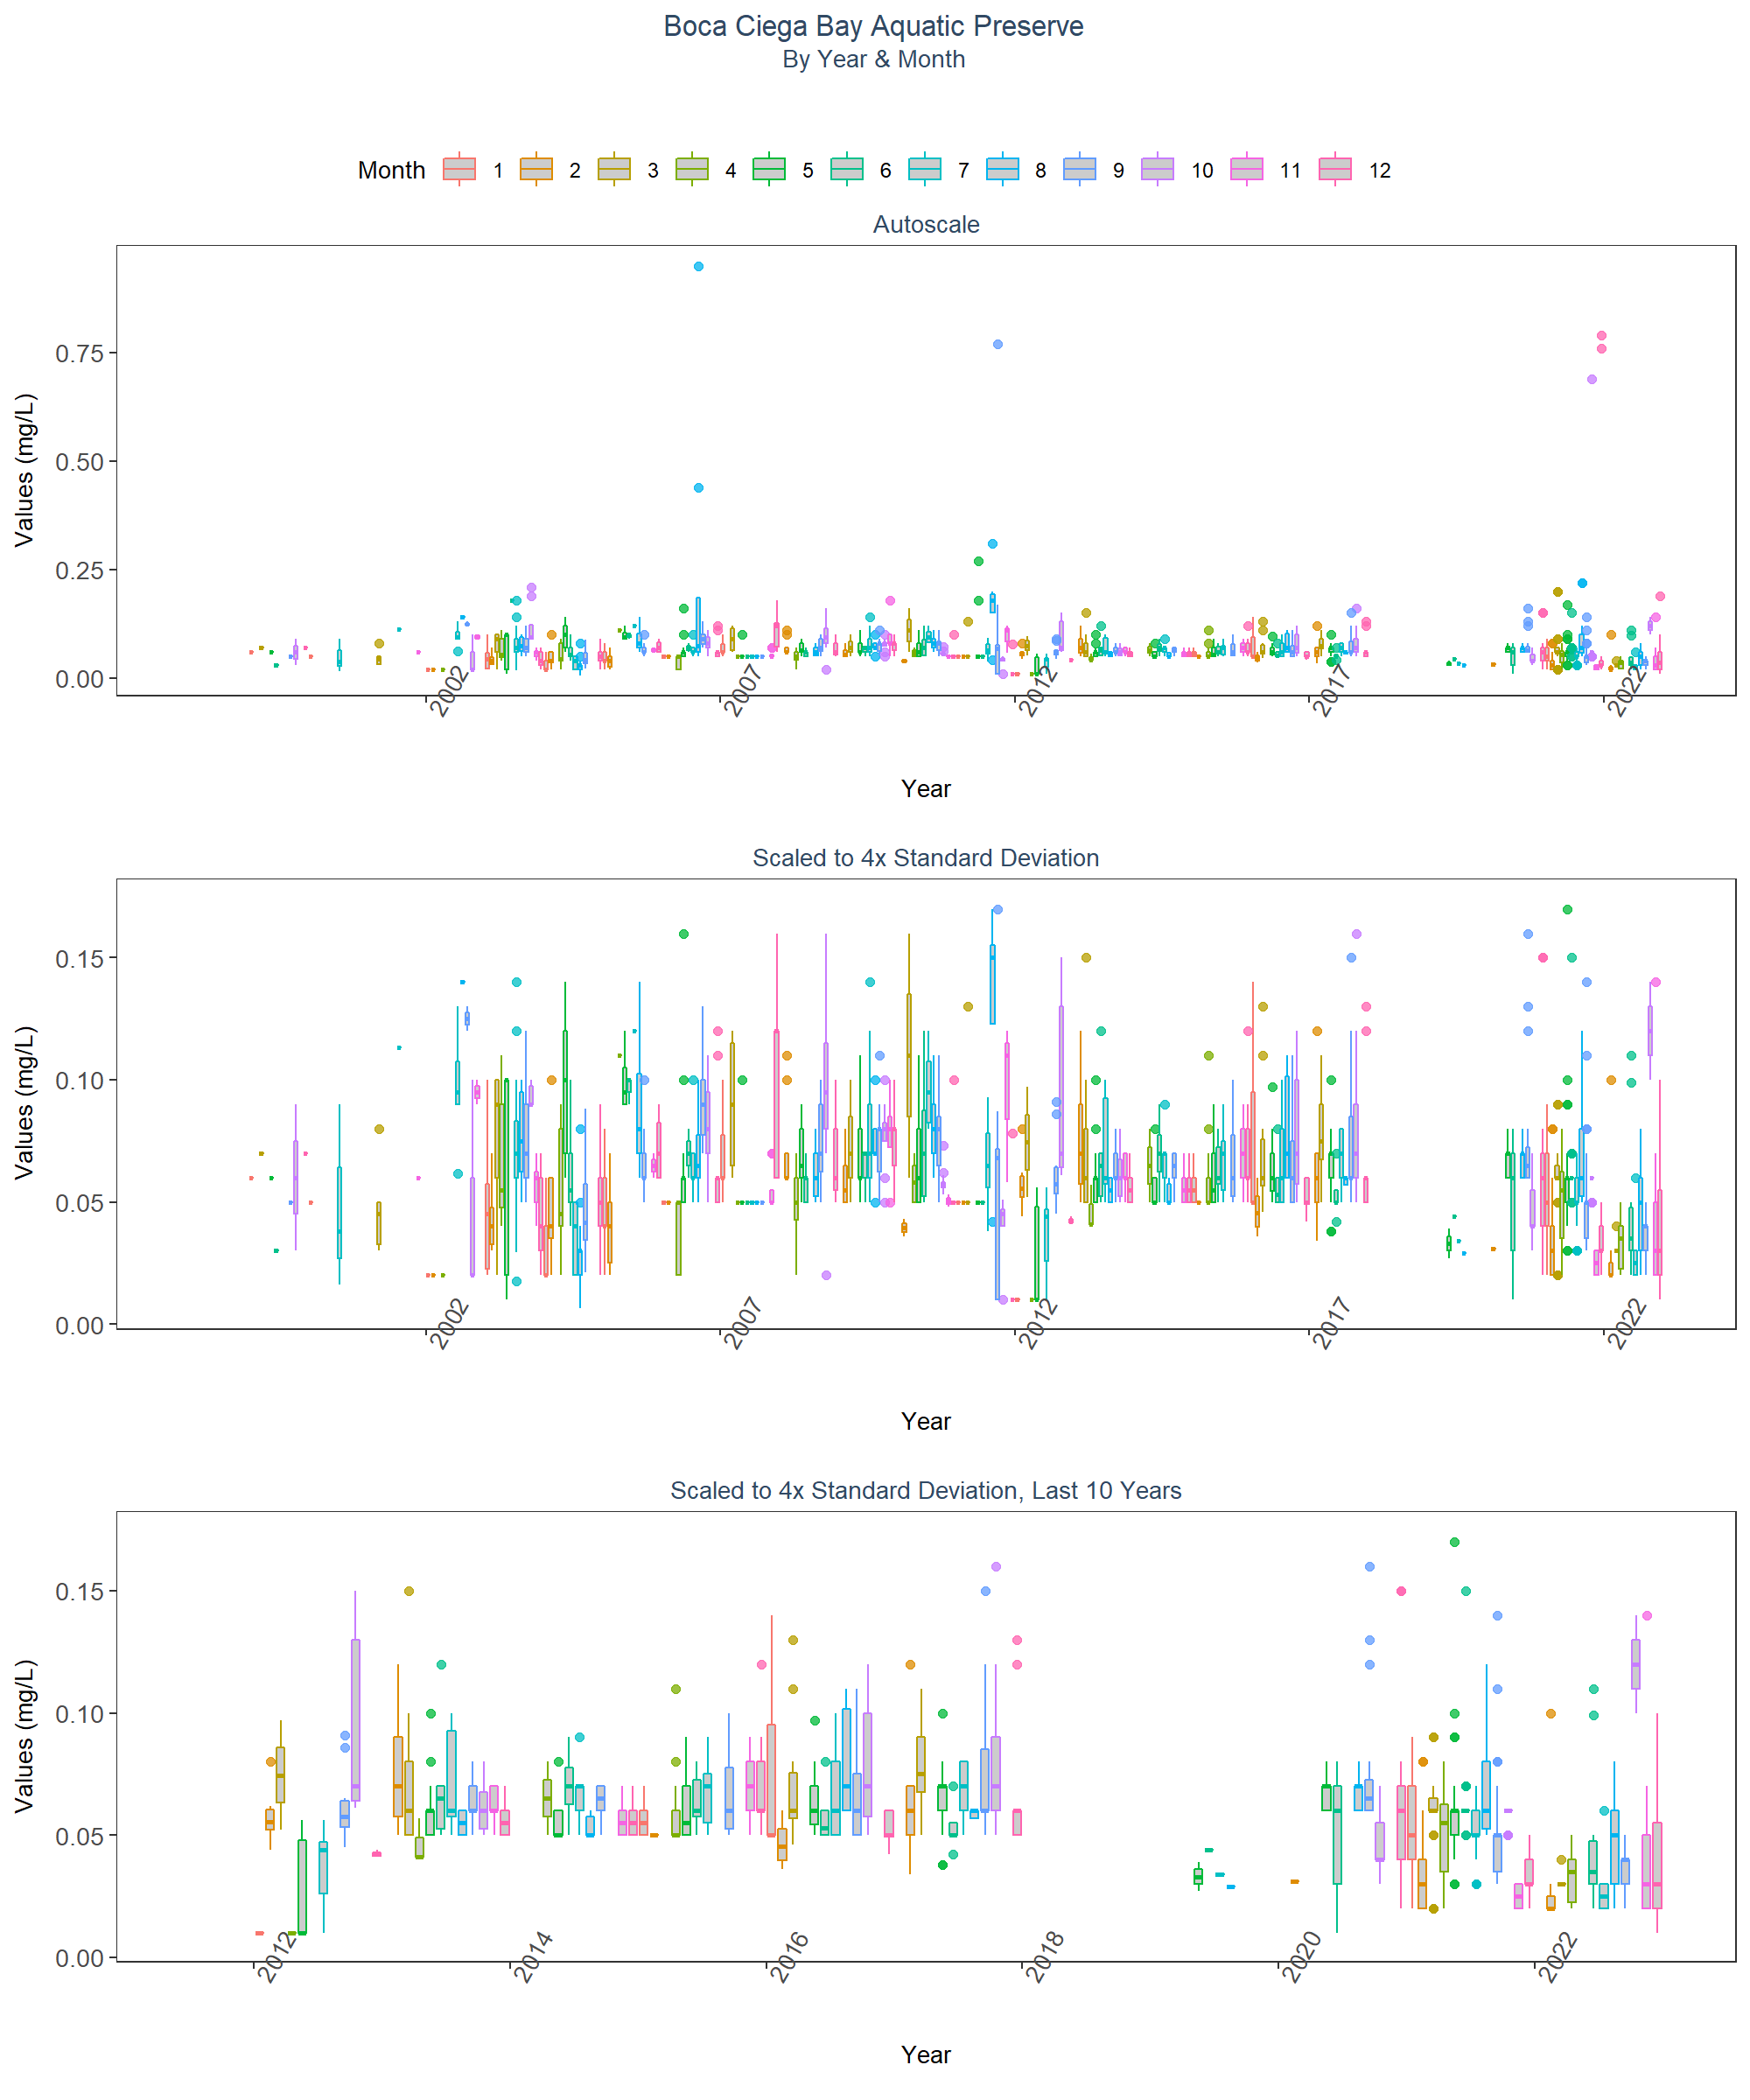 Boca Ciega Bay Aquatic Preserve
By Year & Month
Month 1 2 3 4 5 6 7 8 9 10 11 12
Autoscale
Values (mg/L)
0.75
0.50
0.25
0.00
2002 2007 2012 2017 2022
Year
Scaled to 4x Standard Deviation
Values (mg/L)
0.15
0.10
0.05
0.00
2002 2007 2012 2017 2022
Year
Scaled to 4x Standard Deviation, Last 10 Years
Values (mg/L)
0.15
0.10
0.05
0.00
2012 2014 2016 2018 2020 2022
Year